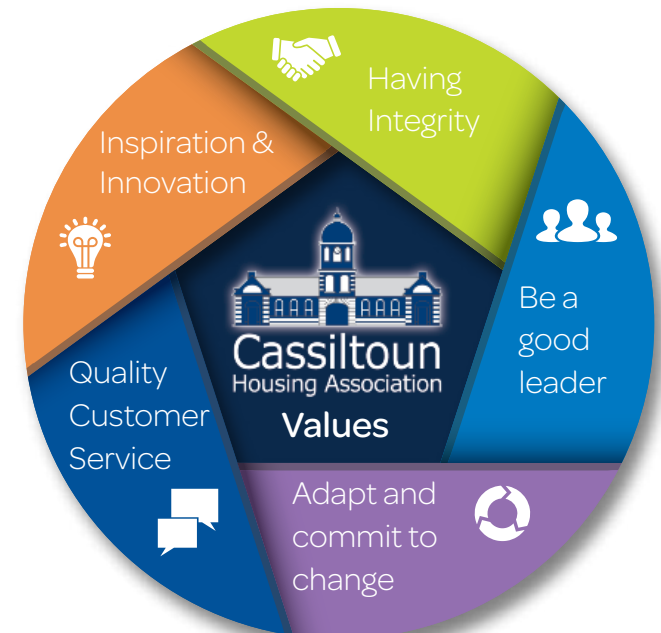 Having
Integrity
Inspiration &
Innovation
Be a
good
leader
Cassiltoun
Housing Association
Values
Quality
Customer
Service
Adapt and
commit to
change